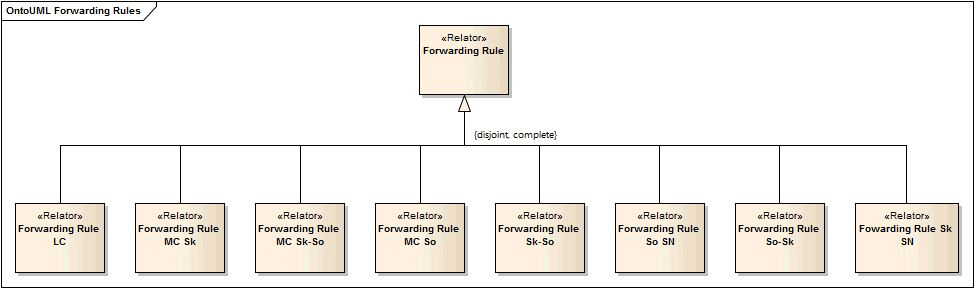 OntoUML Forwarding Rules
«Relator»
Forwarding Rule
{disjoint, complete}
«Relator»
Forwarding Rule
LC
«Relator»
Forwarding Rule
MC Sk
«Relator»
Forwarding Rule
MC Sk-So
«Relator»
Forwarding Rule
MC So
«Relator»
Forwarding Rule
Sk-So
«Relator»
Forwarding Rule
So SN
«Relator»
Forwarding Rule
So-Sk
«Relator»
Forwarding Rule Sk
SN